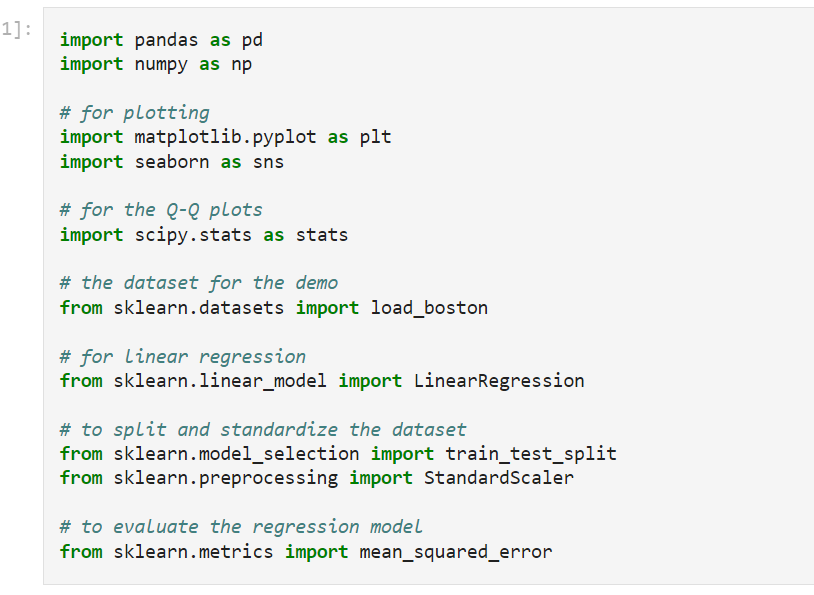 1]:
import pandas as pd
import numpy as np
# for plotting
import matplotlib.pyplot as plt
import seaborn as sns
# for the Q-Q plots
import scipy.stats as stats
# the dataset for the demo
from sklearn.datasets import load_boston
# for linear regression
from sklearn.linear_model import LinearRegression
# to split and standardize the dataset
from sklearn.model_selection import train_test_split
from sklearn.preprocessing import StandardScaler
# to evaluate the regression model
from sklearn.metrics import mean_squared_error